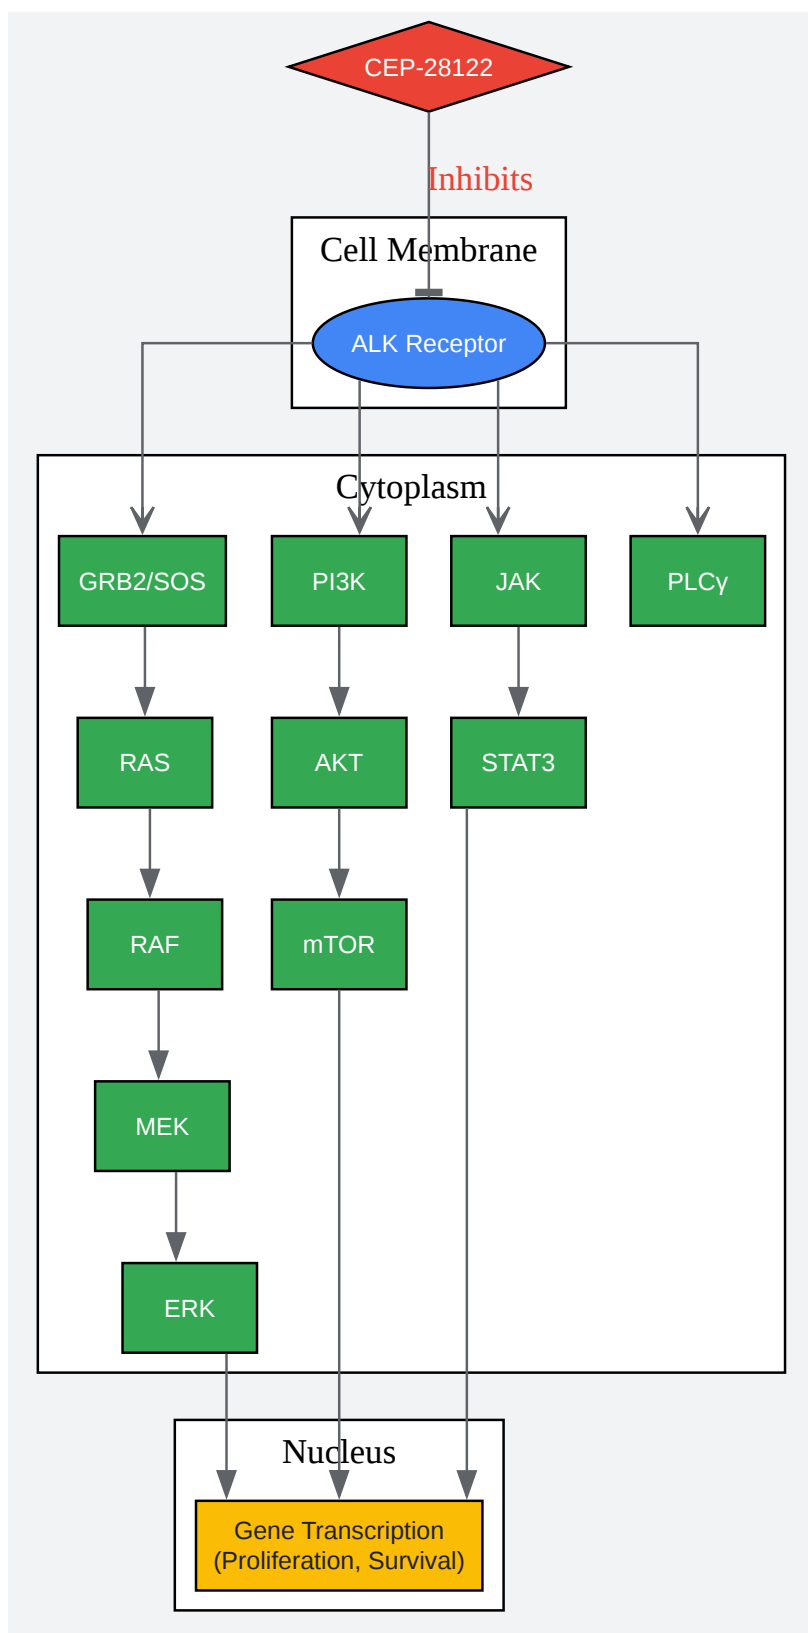 CEP-28122
Inhibits
Cell Membrane
ALK Receptor
Cytoplasm
GRB2/SOS
PI3K
JAK
PLCγ
RAS
AKT
STAT3
RAF
mTOR
MEK
ERK
Nucleus
Gene Transcription
(Proliferation, Survival)